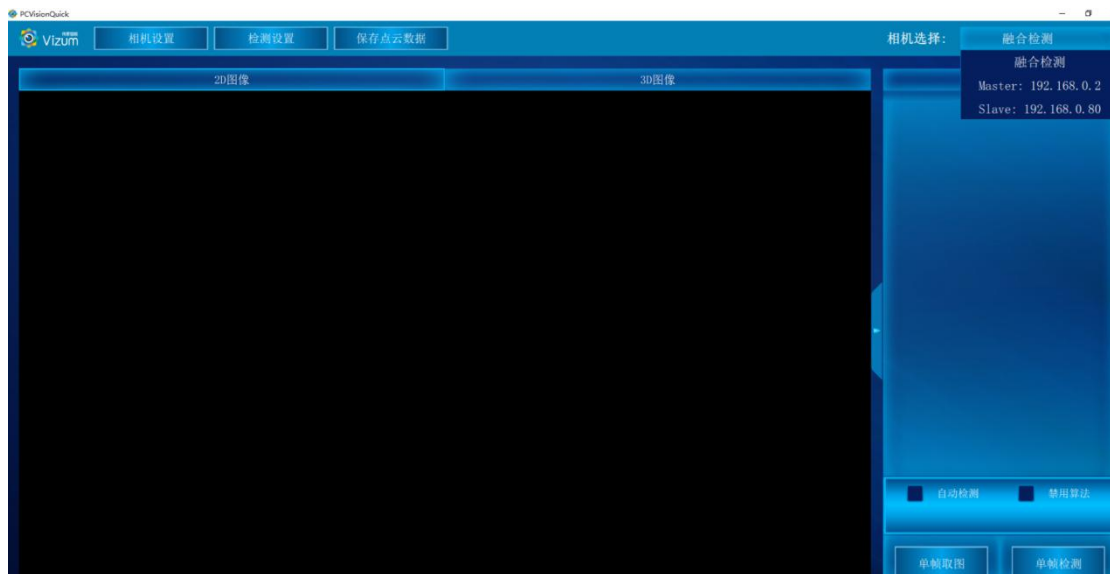 PCVisionQuick
Vizum
相机设置
检测设置
保存点云数据
相机选择:
融合检测
融合检测
Master: 192.168.0.2
Slave: 192.168.0.80
2D图像
3D图像
自动检测
禁用算法
单帧取图
单帧检测